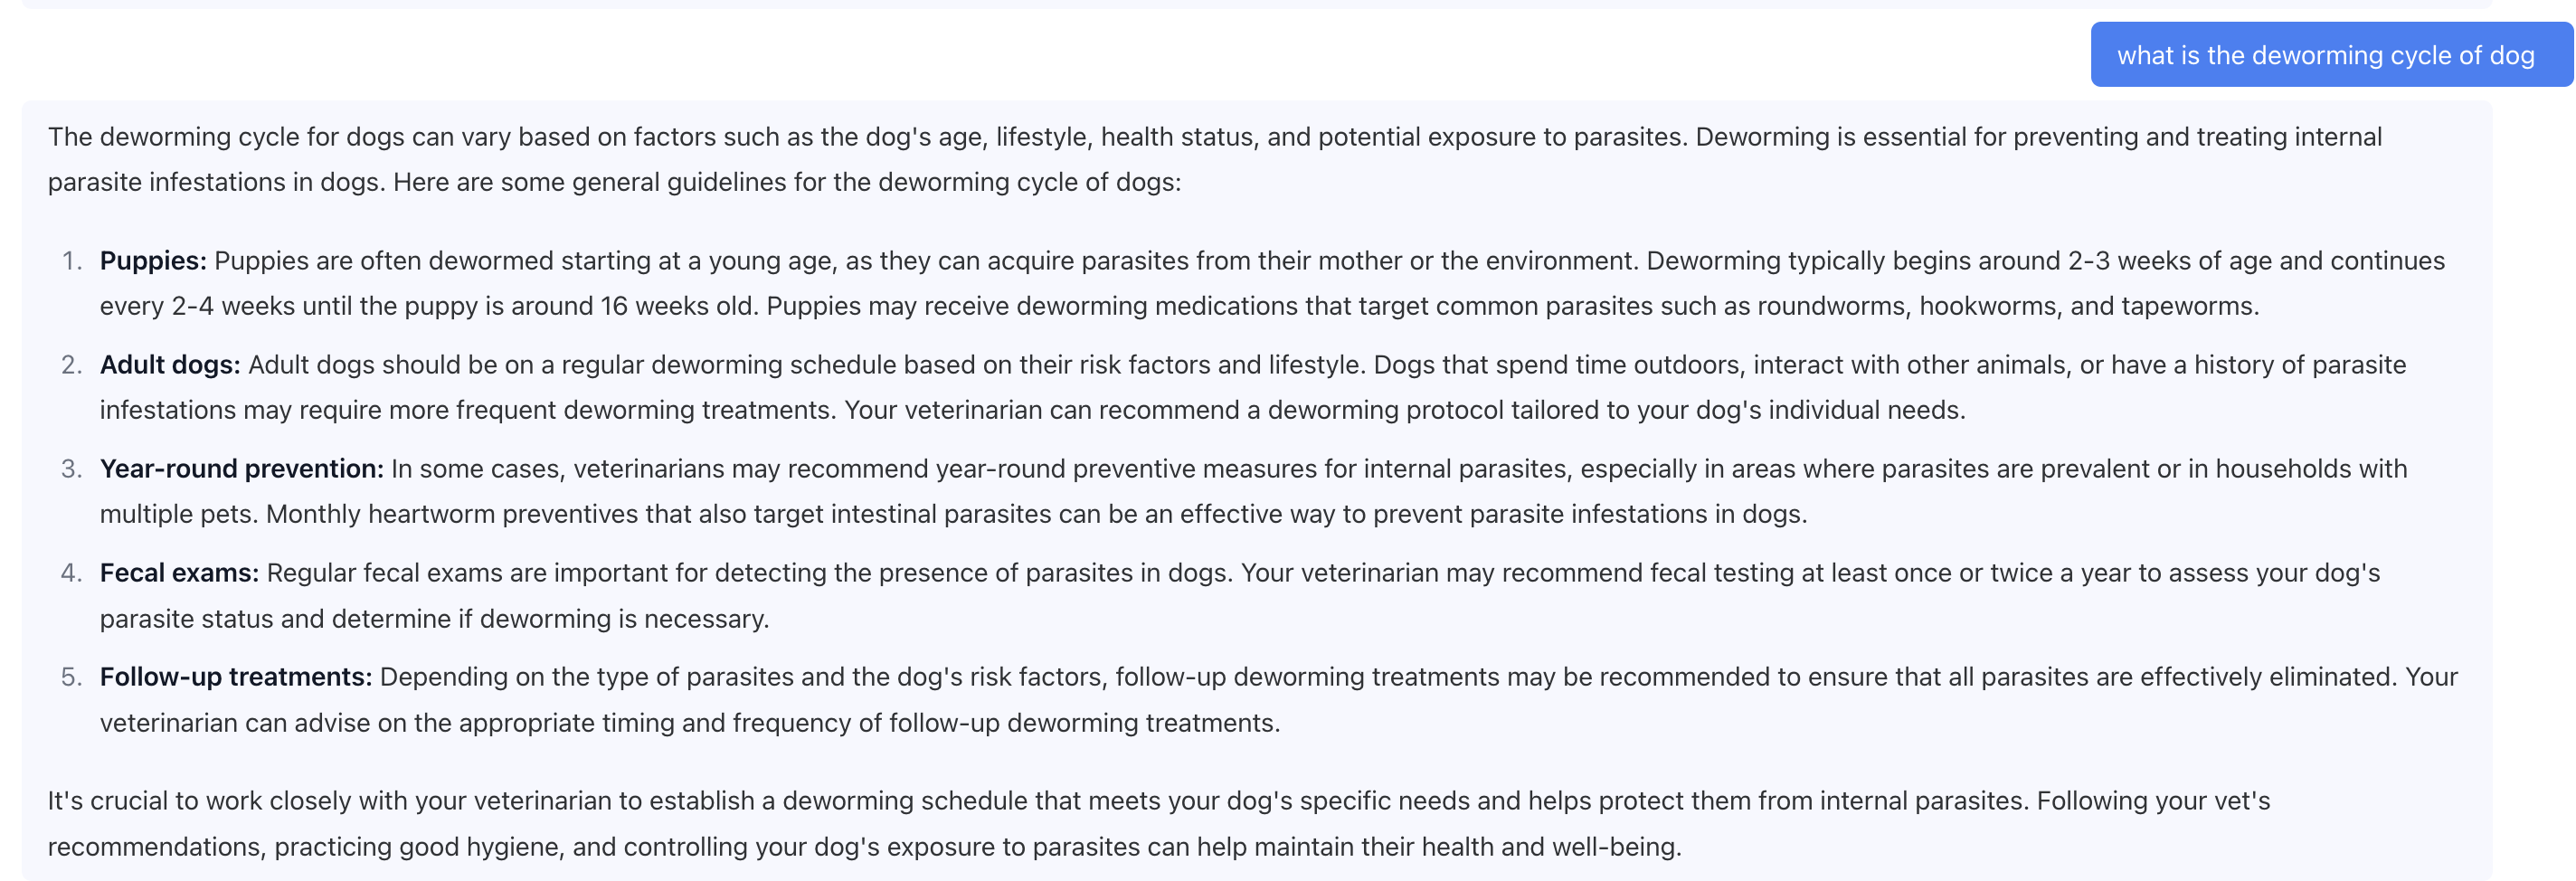 what is the deworming cycle of dog
The deworming cycle for dogs can vary based on factors such as the dog's age, lifestyle, health status, and potential exposure to parasites. Deworming is essential for preventing and treating internal
parasite infestations in dogs. Here are some general guidelines for the deworming cycle of dogs:
1. Puppies: Puppies are often dewormed starting at a young age, as they can acquire parasites from their mother or the environment. Deworming typically begins around 2-3 weeks of age and continues
every 2-4 weeks until the puppy is around 16 weeks old. Puppies may receive deworming medications that target common parasites such as roundworms, hookworms, and tapeworms.
2. Adult dogs: Adult dogs should be on a regular deworming schedule based on their risk factors and lifestyle. Dogs that spend time outdoors, interact with other animals, or have a history of parasite
infestations may require more frequent deworming treatments. Your veterinarian can recommend a deworming protocol tailored to your dog's individual needs.
3. Year-round prevention: In some cases, veterinarians may recommend year-round preventive measures for internal parasites, especially in areas where parasites are prevalent or in households with
multiple pets. Monthly heartworm preventives that also target intestinal parasites can be an effective way to prevent parasite infestations in dogs.
4. Fecal exams: Regular fecal exams are important for detecting the presence of parasites in dogs. Your veterinarian may recommend fecal testing at least once or twice a year to assess your dog's
parasite status and determine if deworming is necessary.
5. Follow-up treatments: Depending on the type of parasites and the dog's risk factors, follow-up deworming treatments may be recommended to ensure that all parasites are effectively eliminated. Your
veterinarian can advise on the appropriate timing and frequency of follow-up deworming treatments.
It's crucial to work closely with your veterinarian to establish a deworming schedule that meets your dog's specific needs and helps protect them from internal parasites. Following your vet's
recommendations, practicing good hygiene, and controlling your dog's exposure to parasites can help maintain their health and well-being.